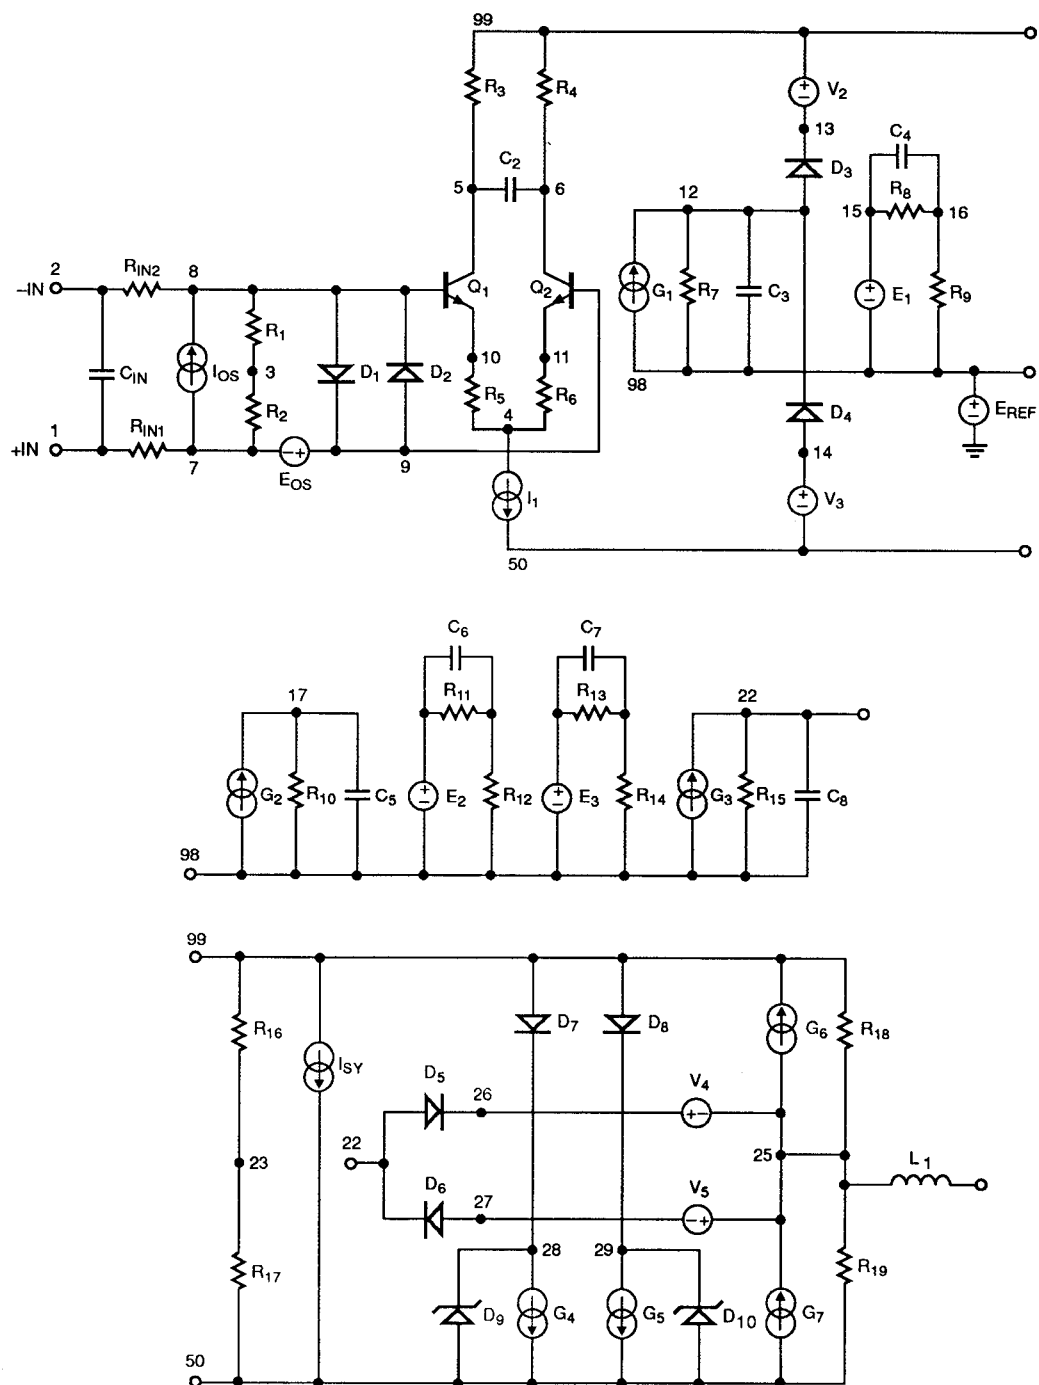 99
R3 R4 V2
13
C2 C4
D3
5 6 R8
12 15 16
2 RIN2 8
–IN Q1 Q2 G1 R7 C3 E1 R9
R1
CIN IOS 3 D1 D2 10 11
R2 R5 R6 98
4 D4 EREF
1 RIN1
+IN 7 EOS 9 14
I1 V3
50
C6 C7
17 R11 R13 22
G2 R10 C5 E2 R12 E3 R14 G3 R15 C8
98
99
R16 D7 D8 G6 R18
ISY
D5 26 V4
22 25
23 L1
D6 27 V5
28 29
R17 R19
D9 G4 G5 D10 G7
50